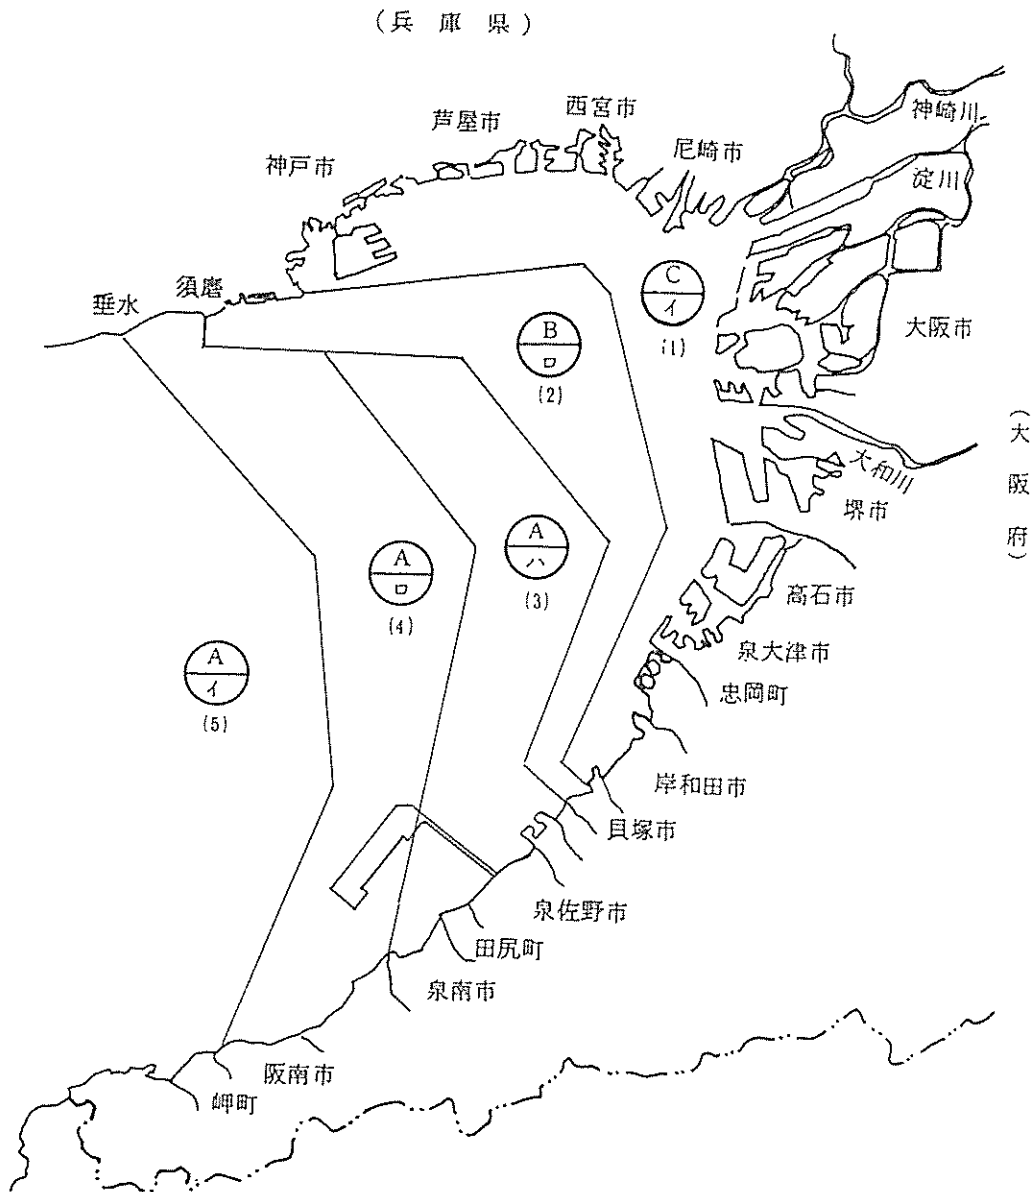 (兵庫県)
神崎川
西宮市
芦屋市
尼崎市
神戸市
淀川
須磨
垂水
C
イ
(1)
B
ロ
(2)
大阪市
(大阪府)
大和川
堺市
A
ハ
(3)
A
ロ
(4)
高石市
泉大津市
A
イ
(5)
忠岡町
岸和田市
貝塚市
泉佐野市
田尻町
泉南市
阪南市
岬町